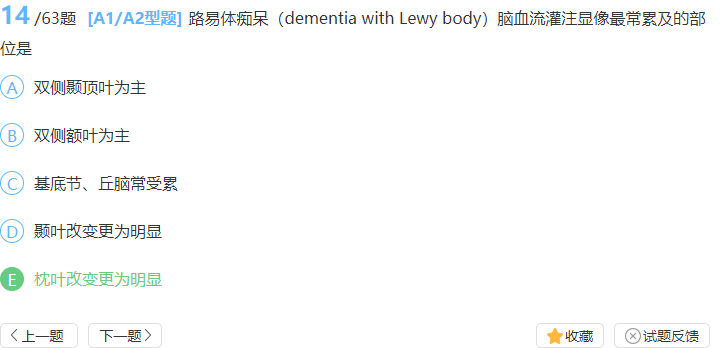 14 /63题 [A1/A2型题] 路易体痴呆（dementia with Lewy body）脑血流灌注显像最常累及的部
位是
A 双侧颞顶叶为主
B 双侧额叶为主
C 基底节、丘脑常受累
D 颞叶改变更为明显
E 枕叶改变更为明显
上一题 下一题 收藏 试题反馈